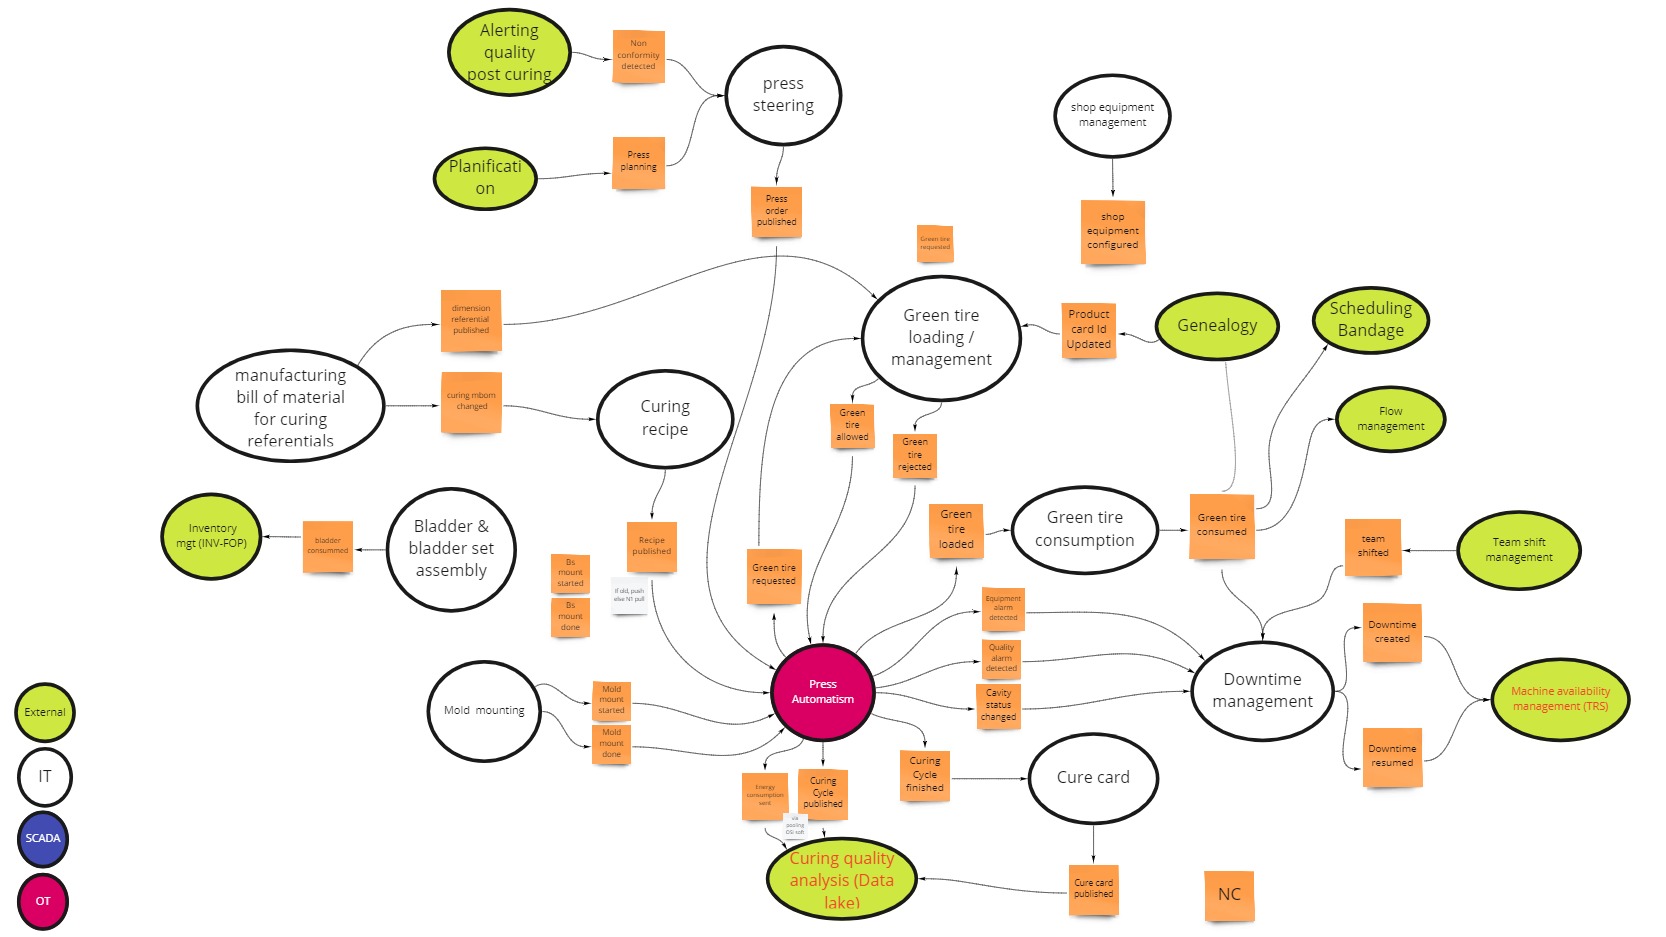 Alerting
quality
post curing
Non
conformity
detected
press
steering
shop equipment
management
Planificati
on
Press
planning
Press
order
published
shop
equipment
configured
Green tire
requested
dimension
referential
published
Green tire
loading /
management
Product
card Id
Updated
Genealogy
Scheduling
Bandage
manufacturing
bill of material
for curing
referentials
curing mbom
changed
Curing
recipe
Green
tire
allowed
Green
tire
rejected
Flow
management
Inventory
mgt (INV-FOP)
bladder
consummed
Bladder &
bladder set
assembly
Recipe
published
If old, push
else N1 pull
Bs
mount
started
Bs
mount
done
Green tire
requested
Green
tire
loaded
Green tire
consumption
Green tire
consumed
team
shifted
Team shift
management
Equipment
alarm
detected
Quality
alarm
detected
Cavity
status
changed
Downtime
created
Downtime
management
Downtime
resumed
Machine availability
management (TRS)
Mold mounting
Mold
mount
started
Mold
mount
done
Press
Automatism
Energy
consumption
sent
Curing
Cycle
published
via
pooling
OSI soft
Curing
Cycle
finished
Cure card
Curing quality
analysis (Data
lake)
Cure card
published
NC
External
IT
SCADA
OT